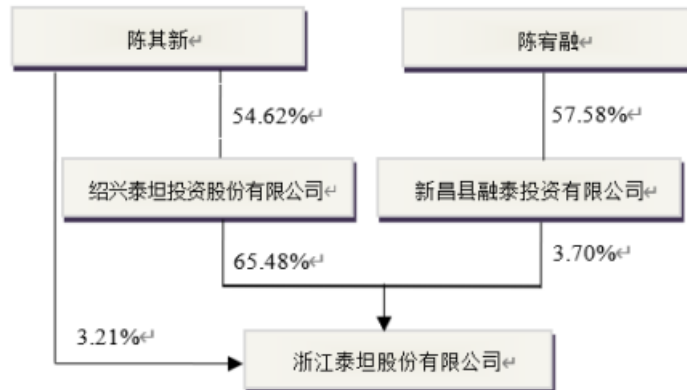 陈其新↵
陈宥融↵
54.62%↵
57.58%↵
绍兴泰坦投资股份有限公司↵
新昌县融泰投资有限公司↵
65.48%↵
3.70%↵
3.21%↵
浙江泰坦股份有限公司↵